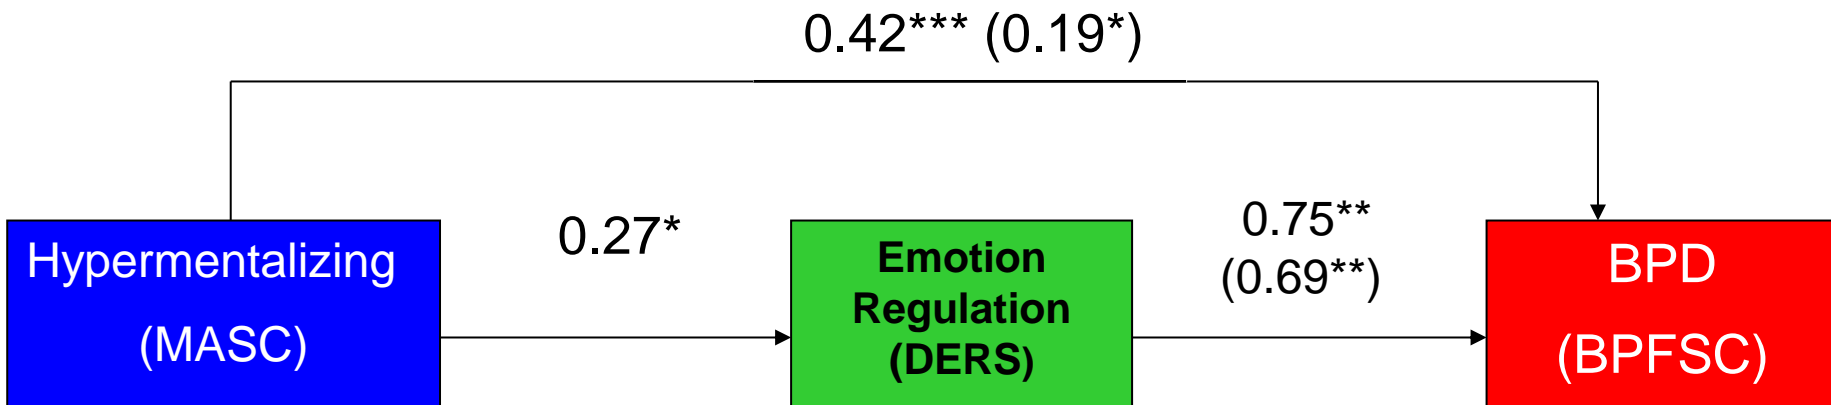 0.42*** (0.19*)
Hypermentalizing
(MASC)
0.27*
Emotion
Regulation
(DERS)
0.75**
(0.69**)
BPD
(BPFSC)